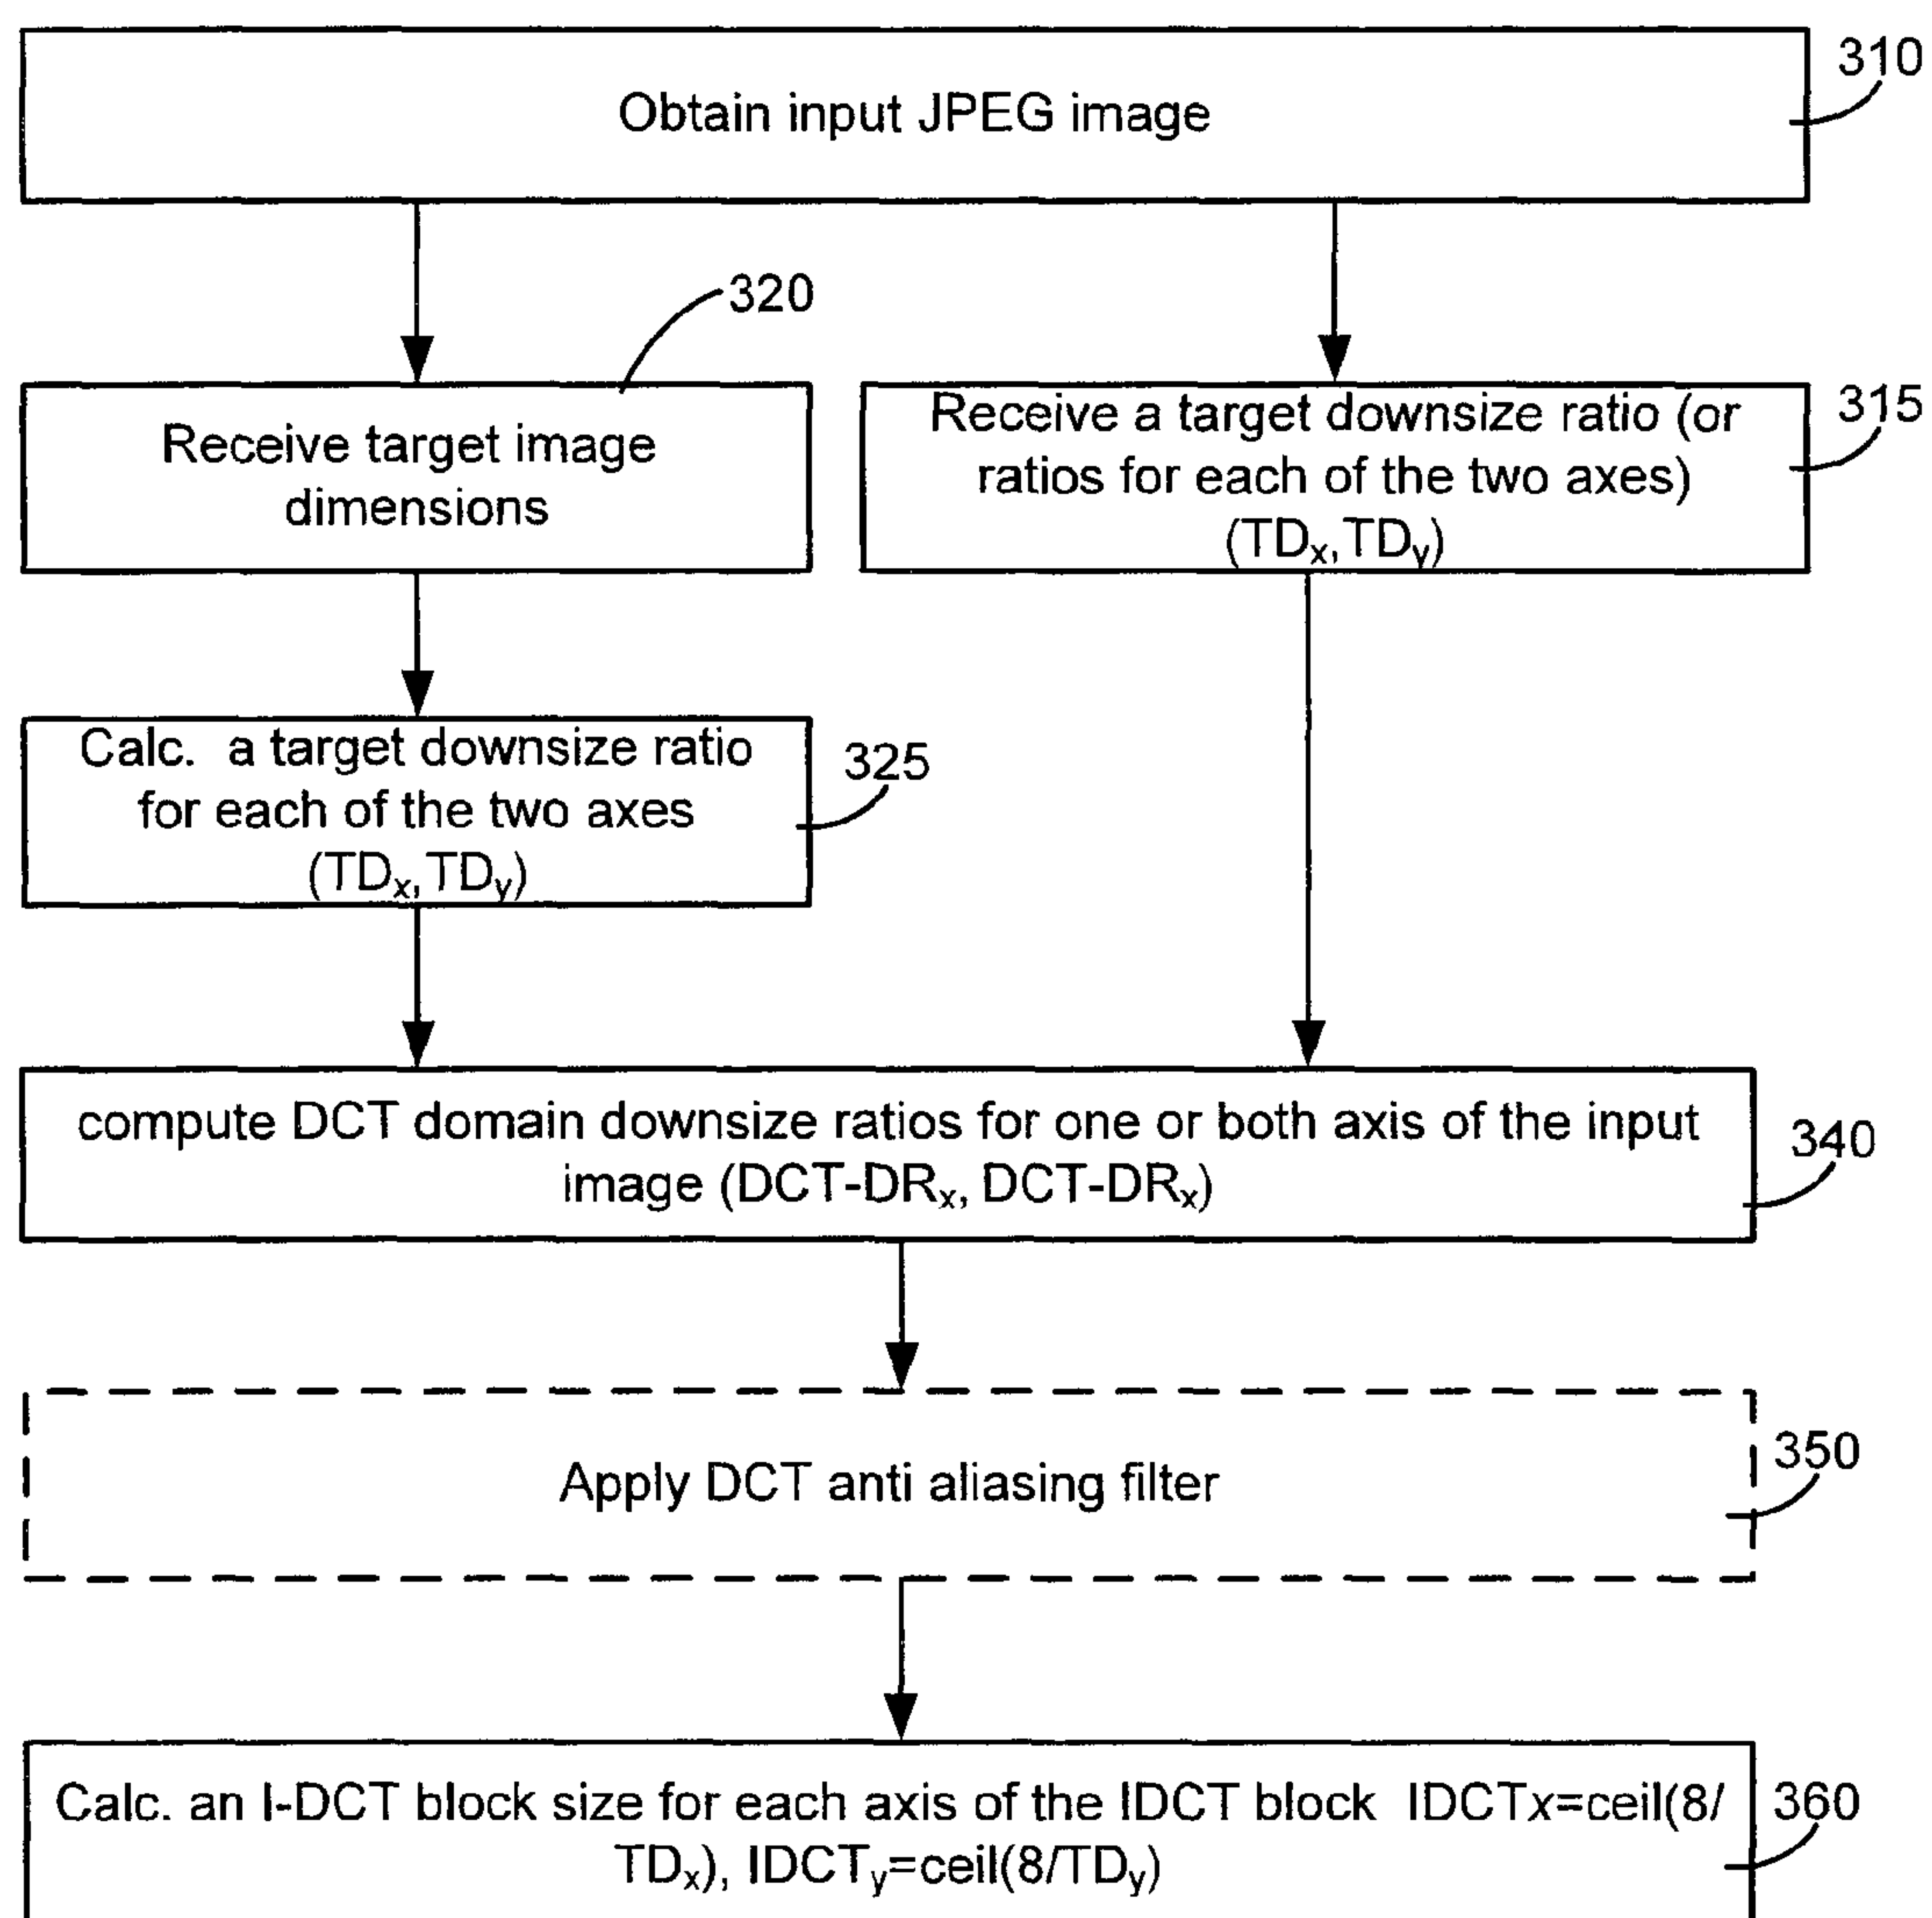 Obtain input JPEG image
310
320
Receive target image
dimensions
Receive a target downsize ratio (or
ratios for each of the two axes)
(TDx,TDy)
315
Calc. a target downsize ratio
for each of the two axes
(TDx,TDy)
325
compute DCT domain downsize ratios for one or both axis of the input
image (DCT-DRx, DCT-DRx)
340
Apply DCT anti aliasing filter
350
Calc. an I-DCT block size for each axis of the IDCT block IDCTx=ceil(8/
TDx), IDCTy=ceil(8/TDy)
360